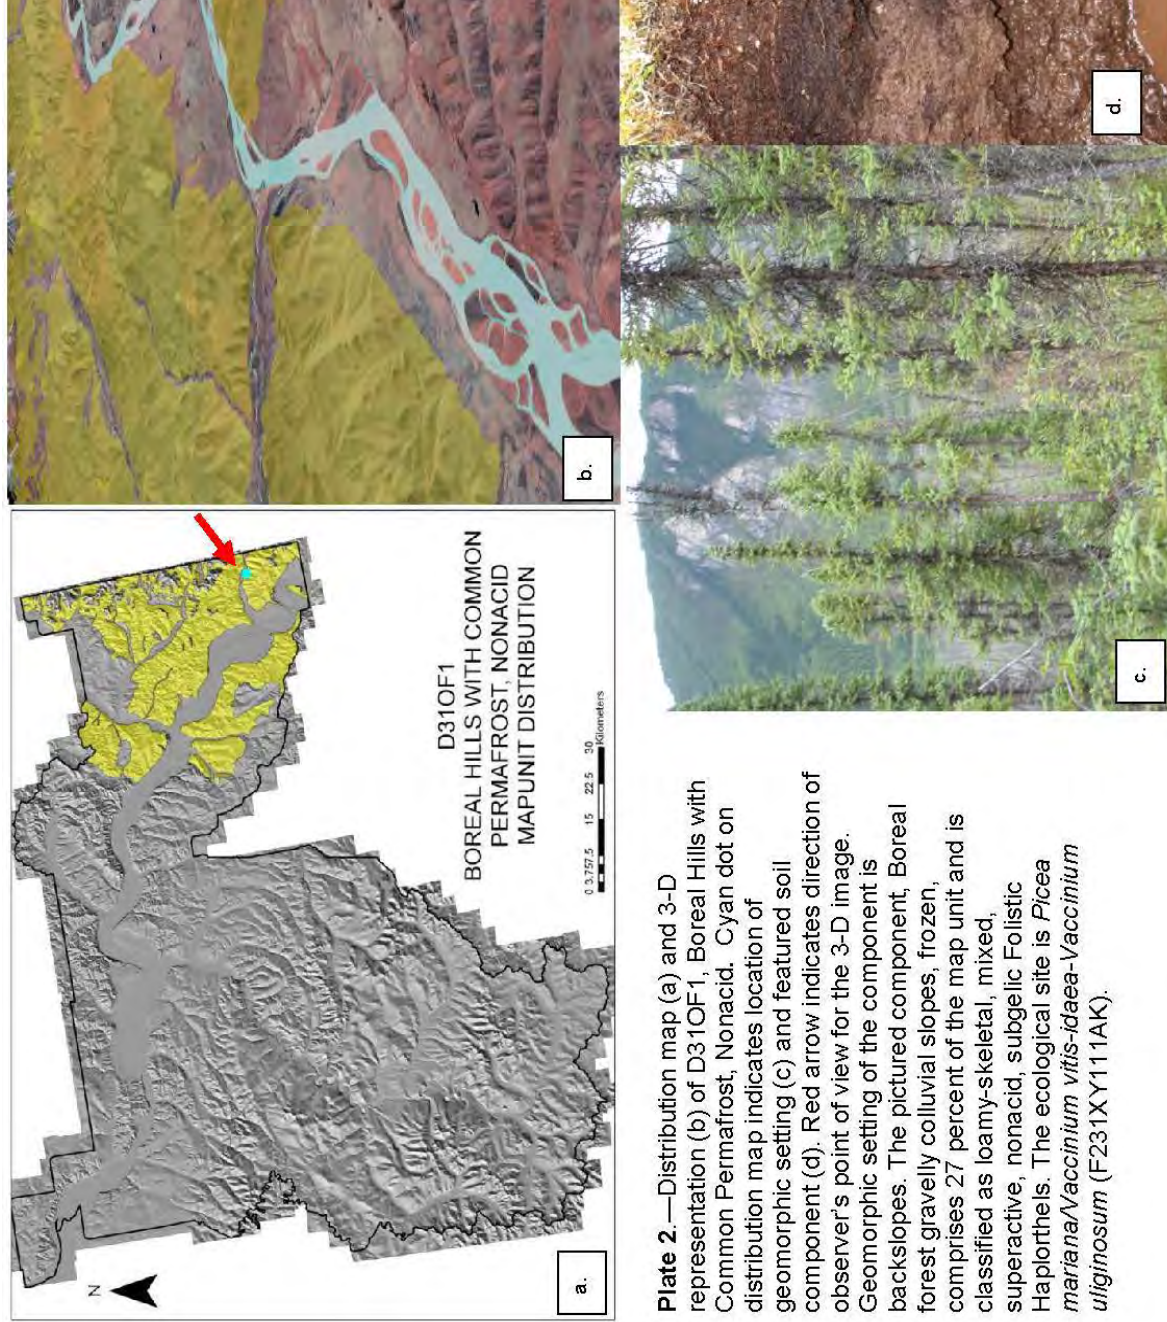 N
D31OF1
BOREAL HILLS WITH COMMON
PERMAFROST, NONACID
MAPUNIT DISTRIBUTION
0 3.75 7.5 15 22.5 30
Kilometers
a.
b.
Plate 2.—Distribution map (a) and 3-D
representation (b) of D31OF1, Boreal Hills with
Common Permafrost, Nonacid. Cyan dot on
distribution map indicates location of
geomorphic setting (c) and featured soil
component (d). Red arrow indicates direction of
observer's point of view for the 3-D image.
Geomorphic setting of the component is
backslopes. The pictured component, Boreal
forest gravelly colluvial slopes, frozen,
comprises 27 percent of the map unit and is
classified as loamy-skeletal, mixed,
superactive, nonacid, subgelic Folistic
Haplorthels. The ecological site is Picea
mariana/Vaccinium vitis-idaea-Vaccinium
uliginosum (F231XY111AK).
c.
d.